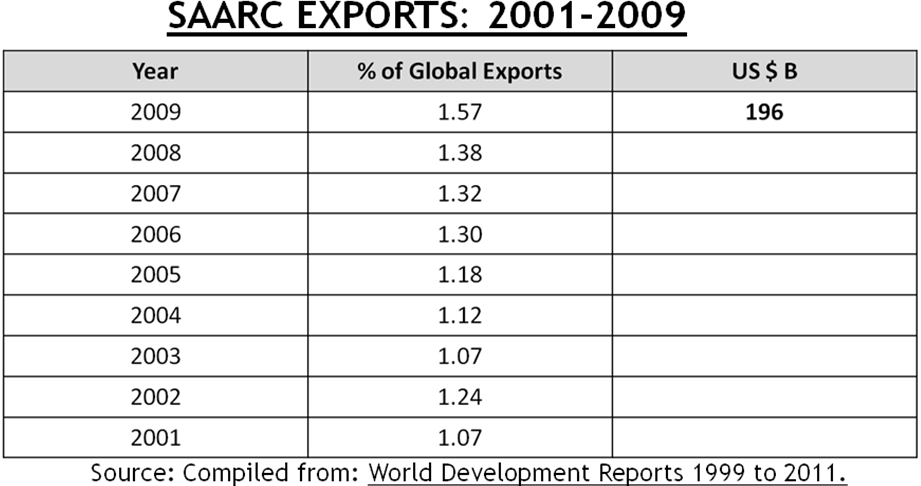 SAARC EXPORTS: 2001-2009
Year % of Global Exports US $ B
2009 1.57 196
2008 1.38
2007 1.32
2006 1.30
2005 1.18
2004 1.12
2003 1.07
2002 1.24
2001 1.07
Source: Compiled from: World Development Reports 1999 to 2011.